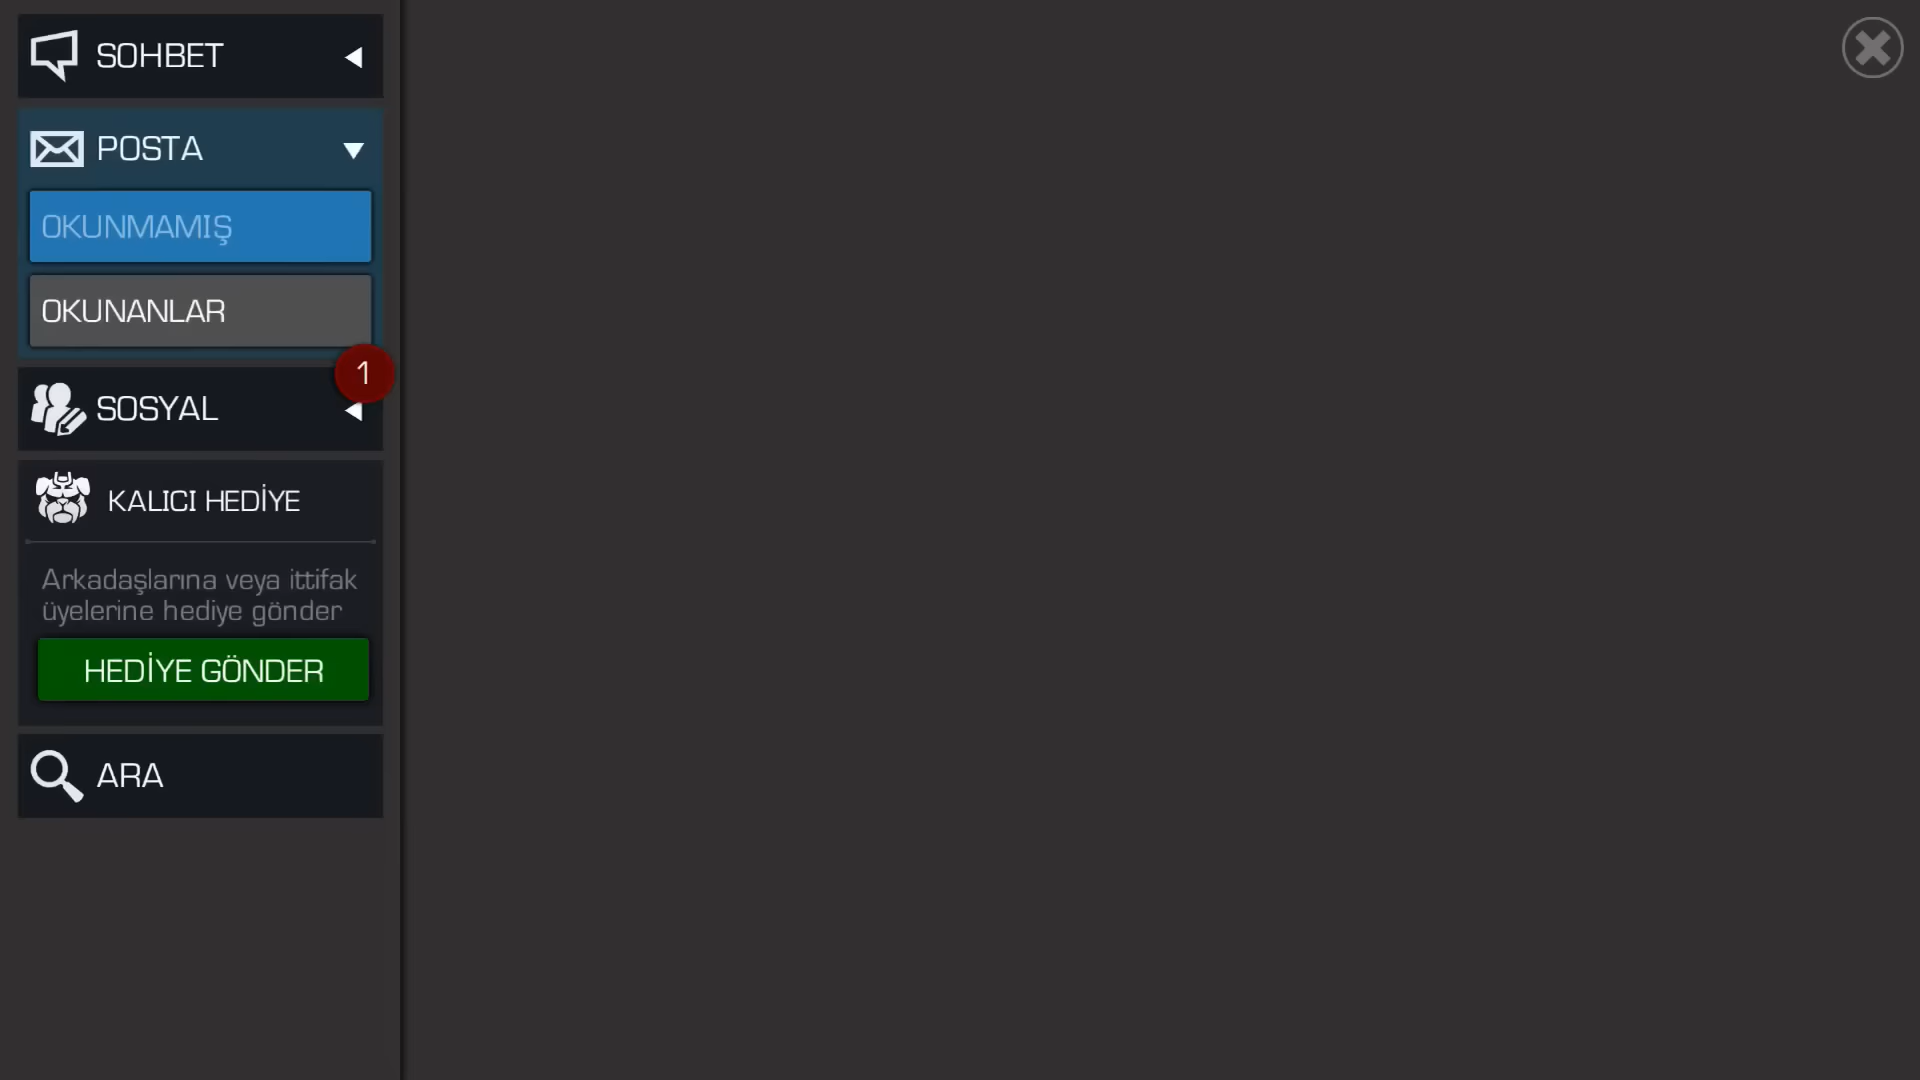 SOHBET
POSTA
OKUNMAMIŞ
OKUNANLAR
1
SOSYAL
KALICI HEDİYE
Arkadaşlarına veya ittifak
üyelerine hediye gönder
HEDİYE GÖNDER
ARA